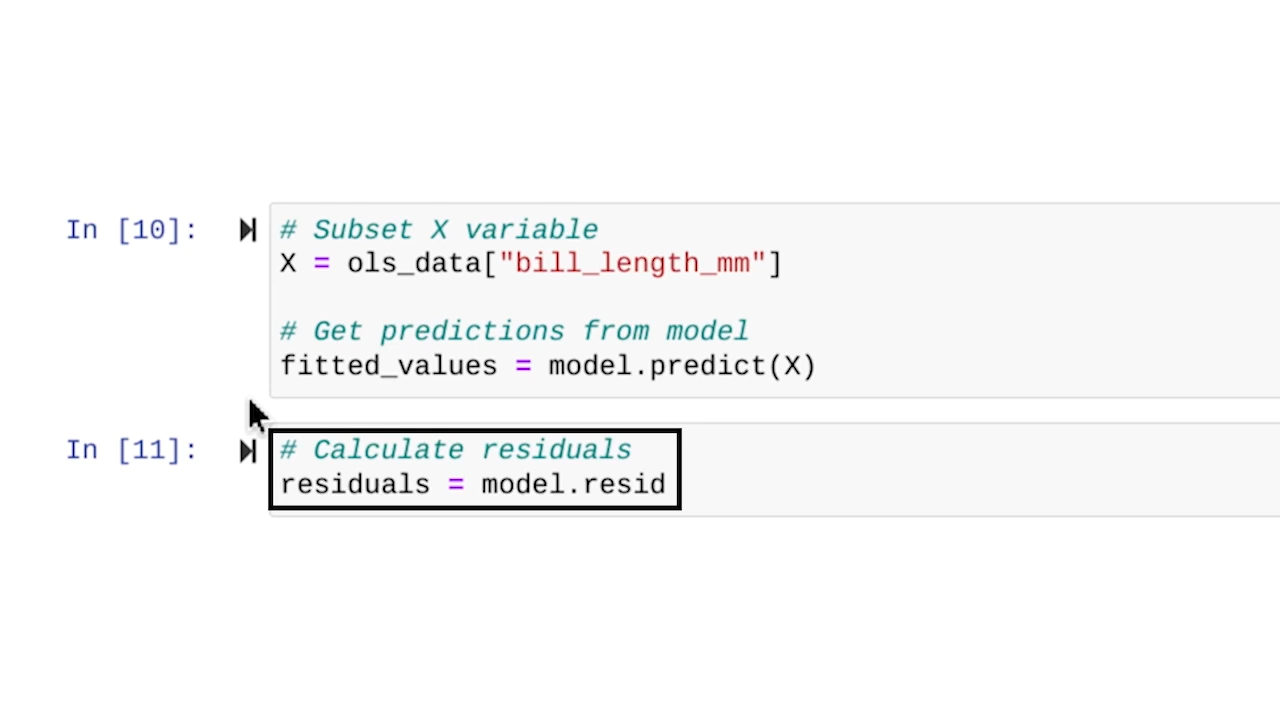 In [10]:
# Subset X variable
X = ols_data["bill_length_mm"]
# Get predictions from model
fitted_values = model.predict(X)
In [11]:
# Calculate residuals
residuals = model.resid